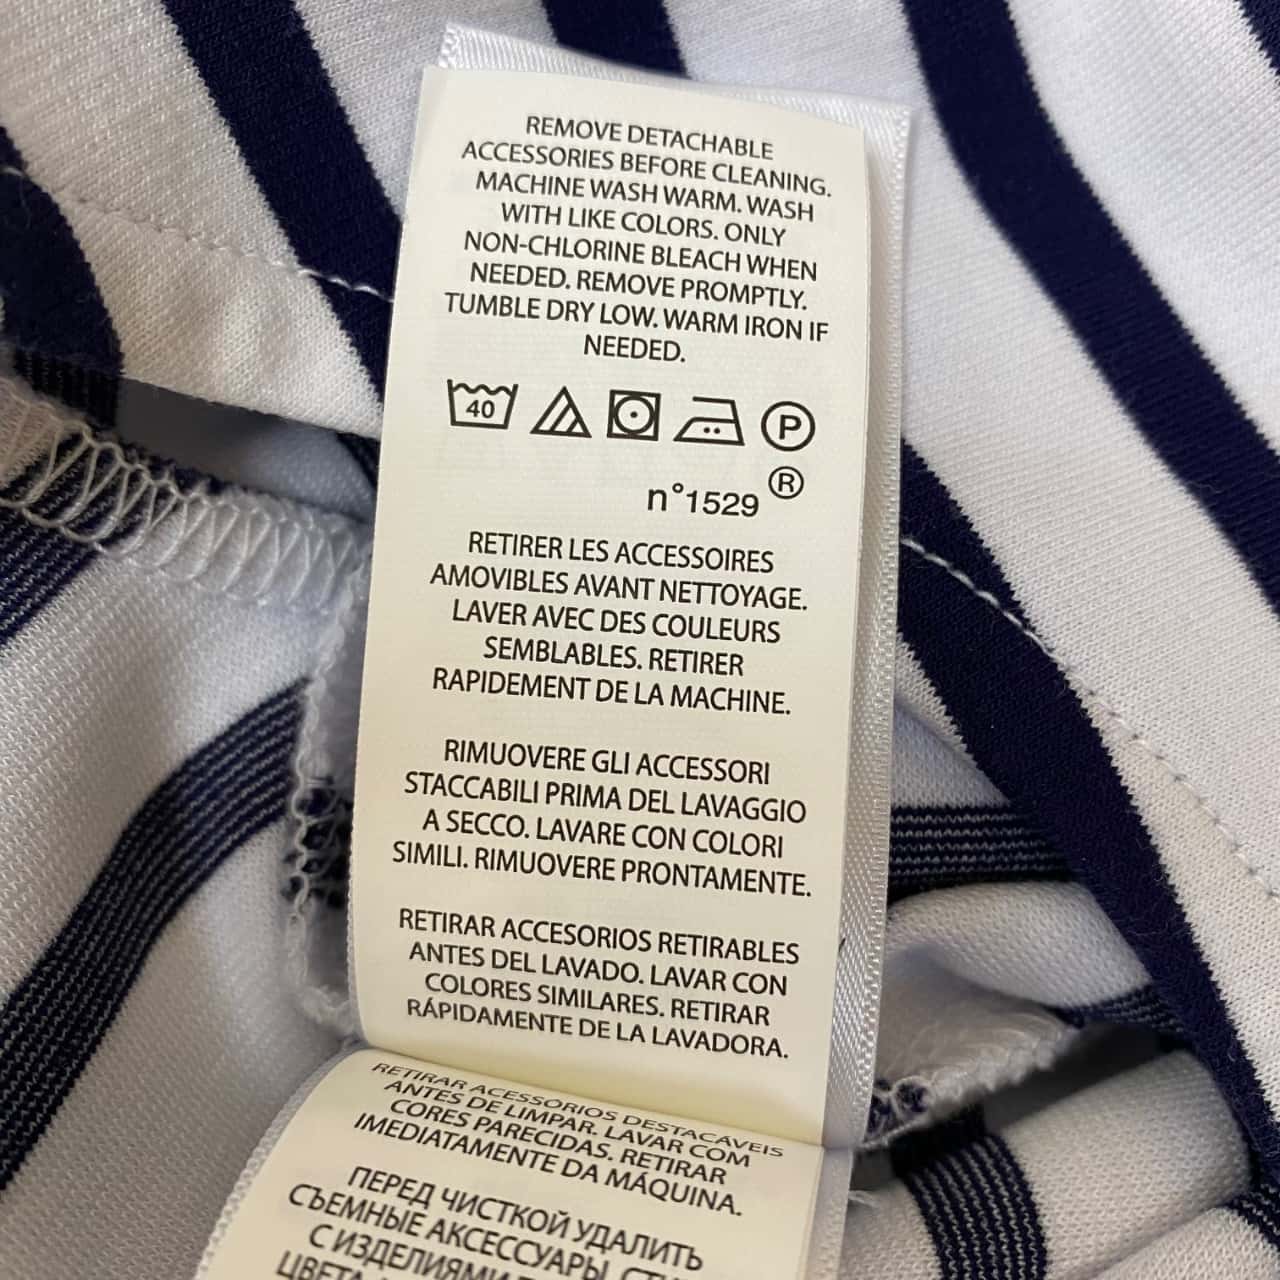 REMOVE DETACHABLE
ACCESSORIES BEFORE CLEANING.
MACHINE WASH WARM. WASH
WITH LIKE COLORS. ONLY
NON-CHLORINE BLEACH WHEN
NEEDED. REMOVE PROMPTLY.
TUMBLE DRY LOW. WARM IRON IF
NEEDED.
40 P
n°1529 ®
RETIRER LES ACCESSOIRES
AMOVIBLES AVANT NETTOYAGE.
LAVER AVEC DES COULEURS
SEMBLABLES. RETIRER
RAPIDEMENT DE LA MACHINE.
RIMUOVERE GLI ACCESSORI
STACCABILI PRIMA DEL LAVAGGIO
A SECCO. LAVARE CON COLORI
SIMILI. RIMUOVERE PRONTAMENTE.
RETIRAR ACCESORIOS RETIRABLES
ANTES DEL LAVADO. LAVAR CON
COLORES SIMILARES. RETIRAR
RÁPIDAMENTE DE LA LAVADORA.
RETIRAR ACESSÓRIOS DESTACÁVEIS
ANTES DE LIMPAR. LAVAR COM
CORES PARECIDAS. RETIRAR
IMEDIATAMENTE DA MÁQUINA.
ПЕРЕД ЧИСТКОЙ УДАЛИТЬ
СЪЕМНЫЕ АКСЕССУАРЫ.
С ИЗДЕЛИЯМИ
ЦВЕТА